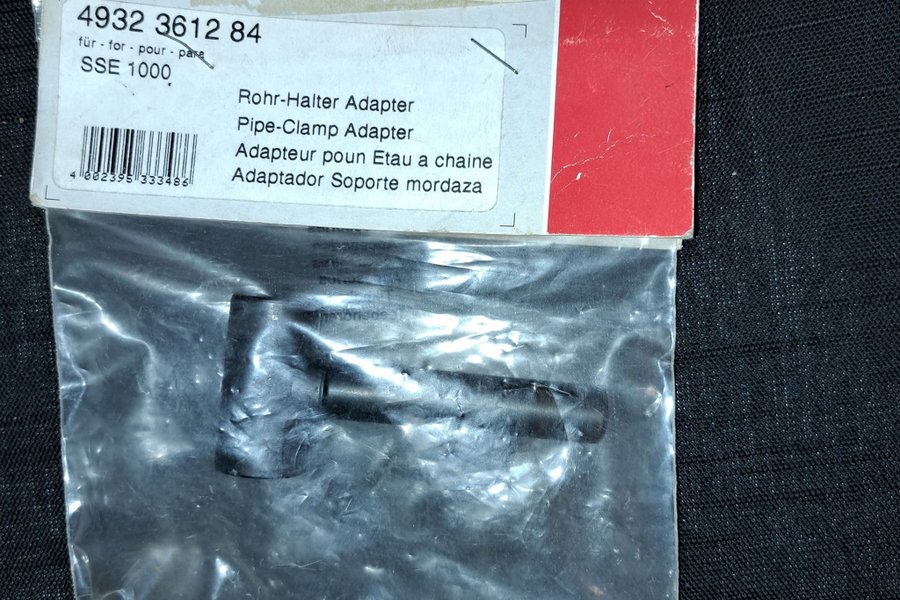 4932 3612 84
für - for - pour - para
SSE 1000
Rohr-Halter Adapter
Pipe-Clamp Adapter
Adapteur poun Etau a chaine
Adaptador Soporte mordaza
4 002395 333486